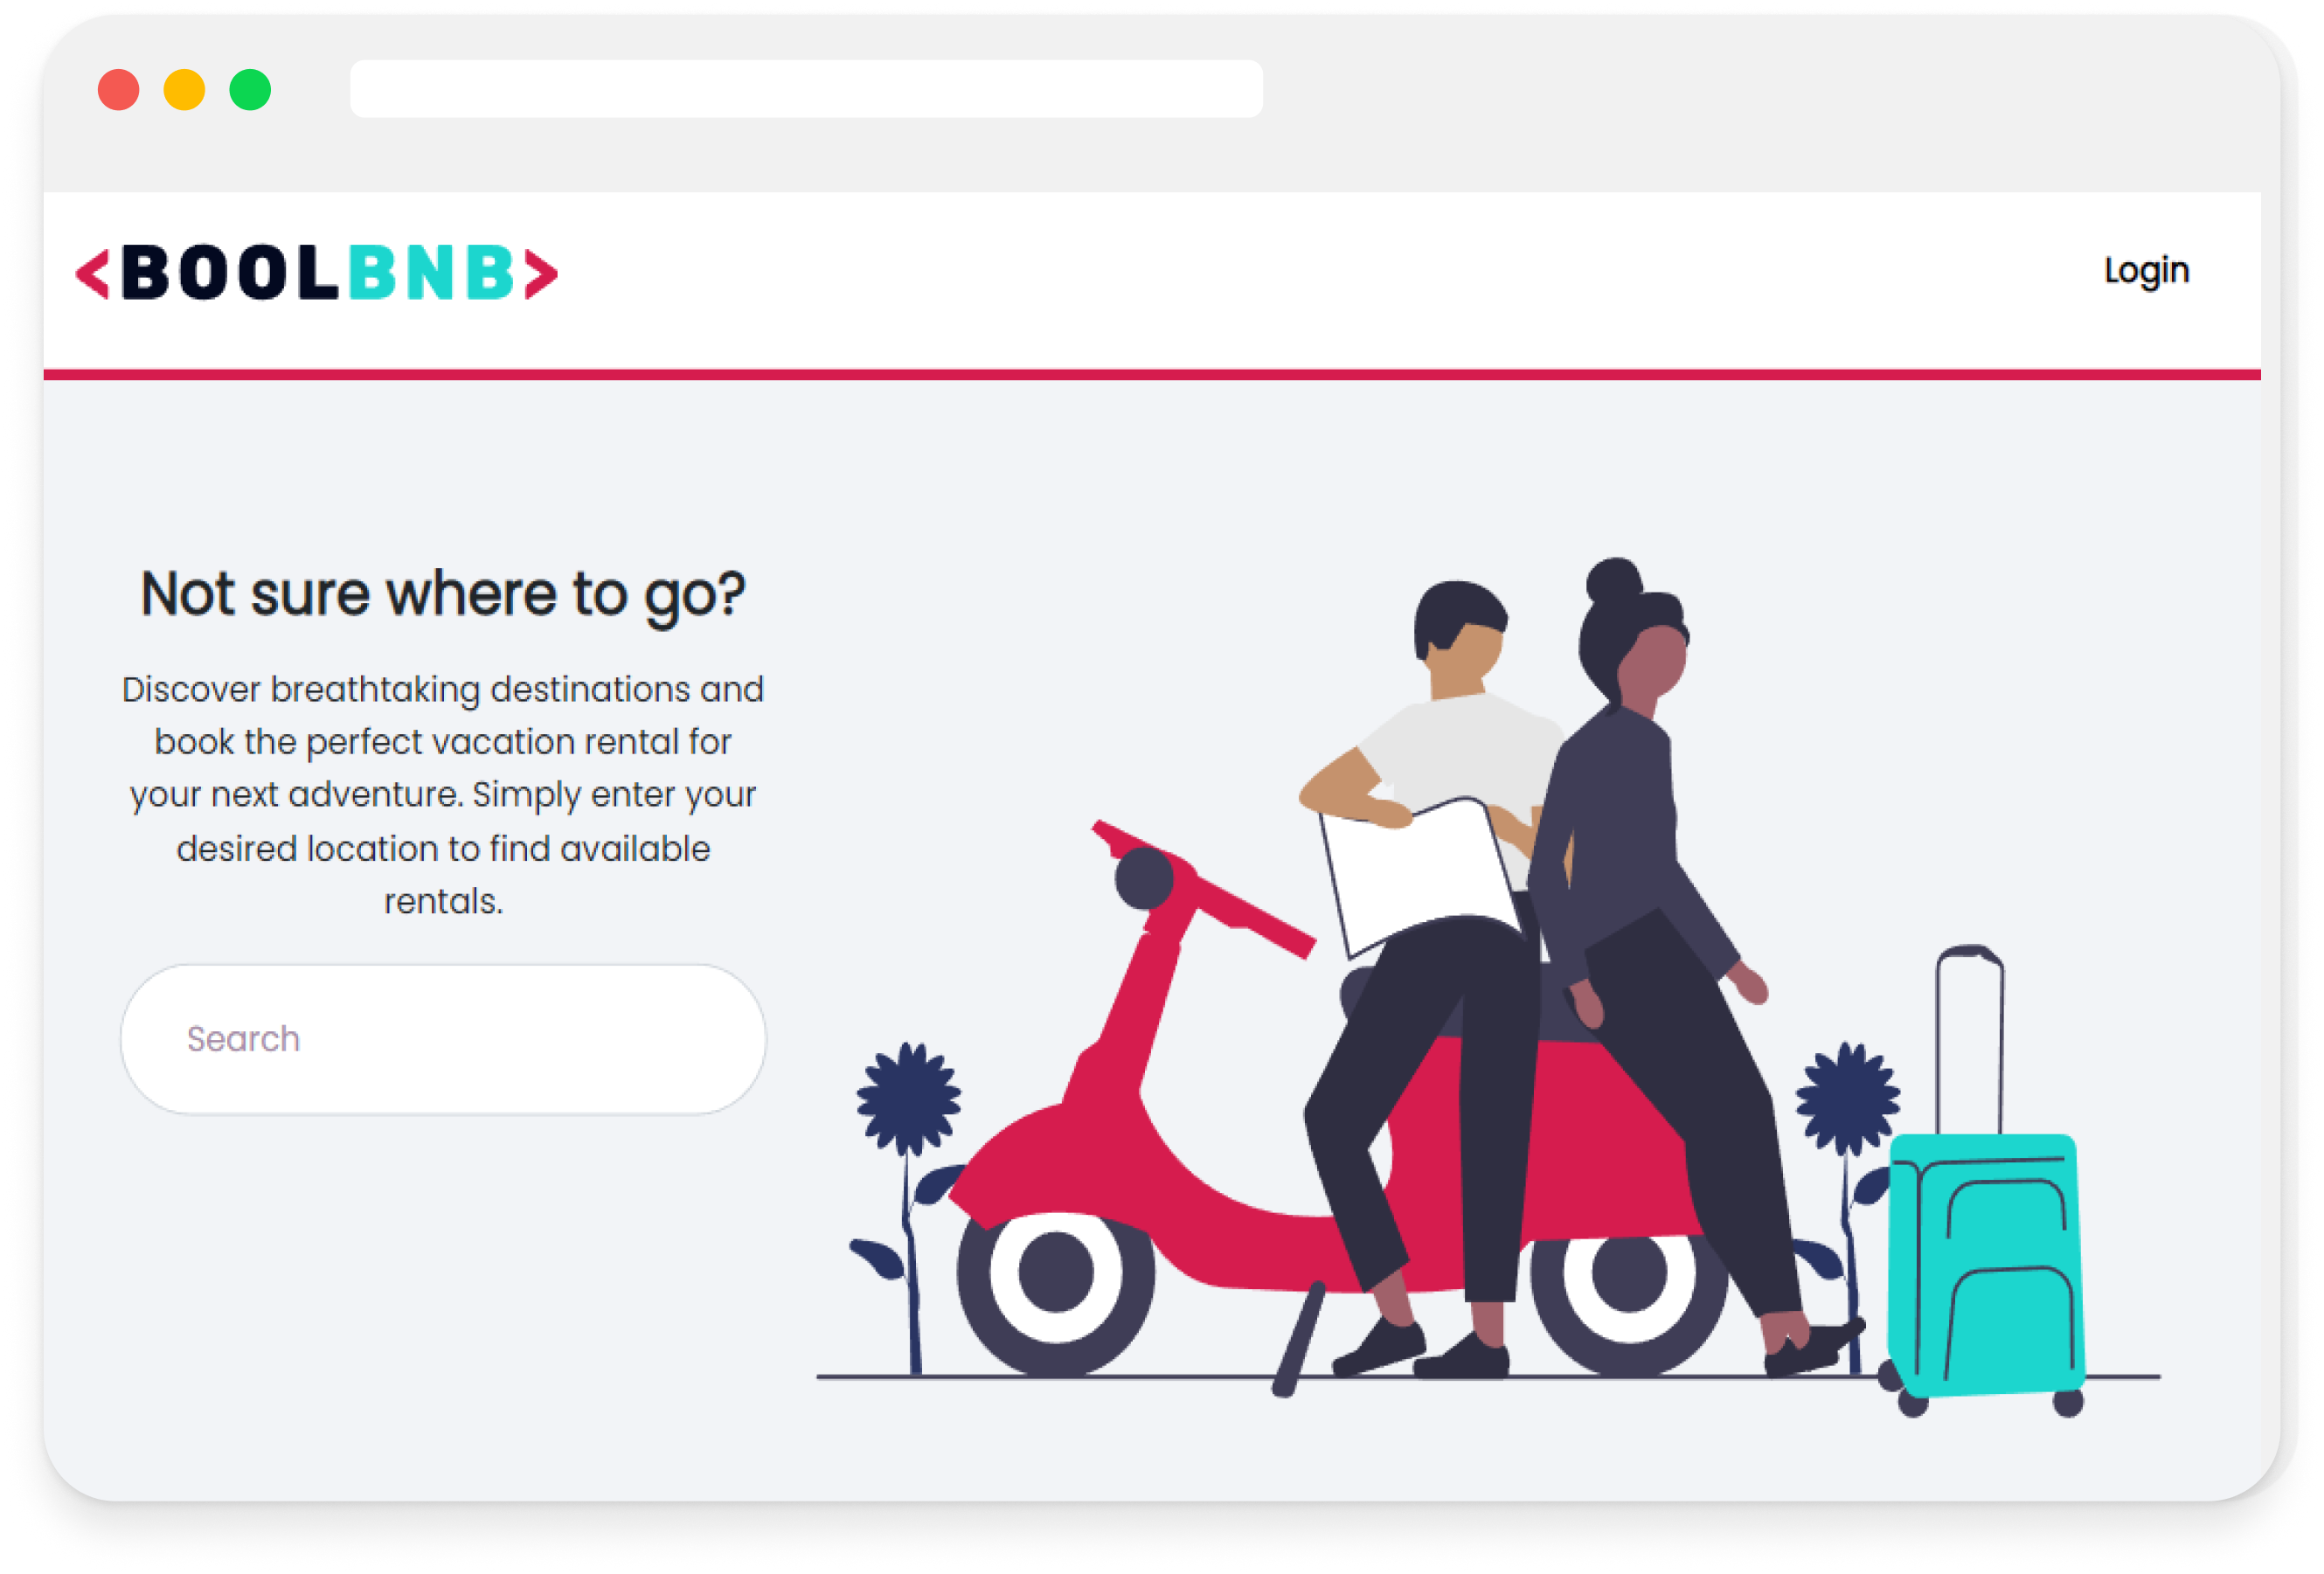 <BOOLBNB>
Login
Not sure where to go?
Discover breathtaking destinations and
book the perfect vacation rental for
your next adventure. Simply enter your
desired location to find available
rentals.
Search